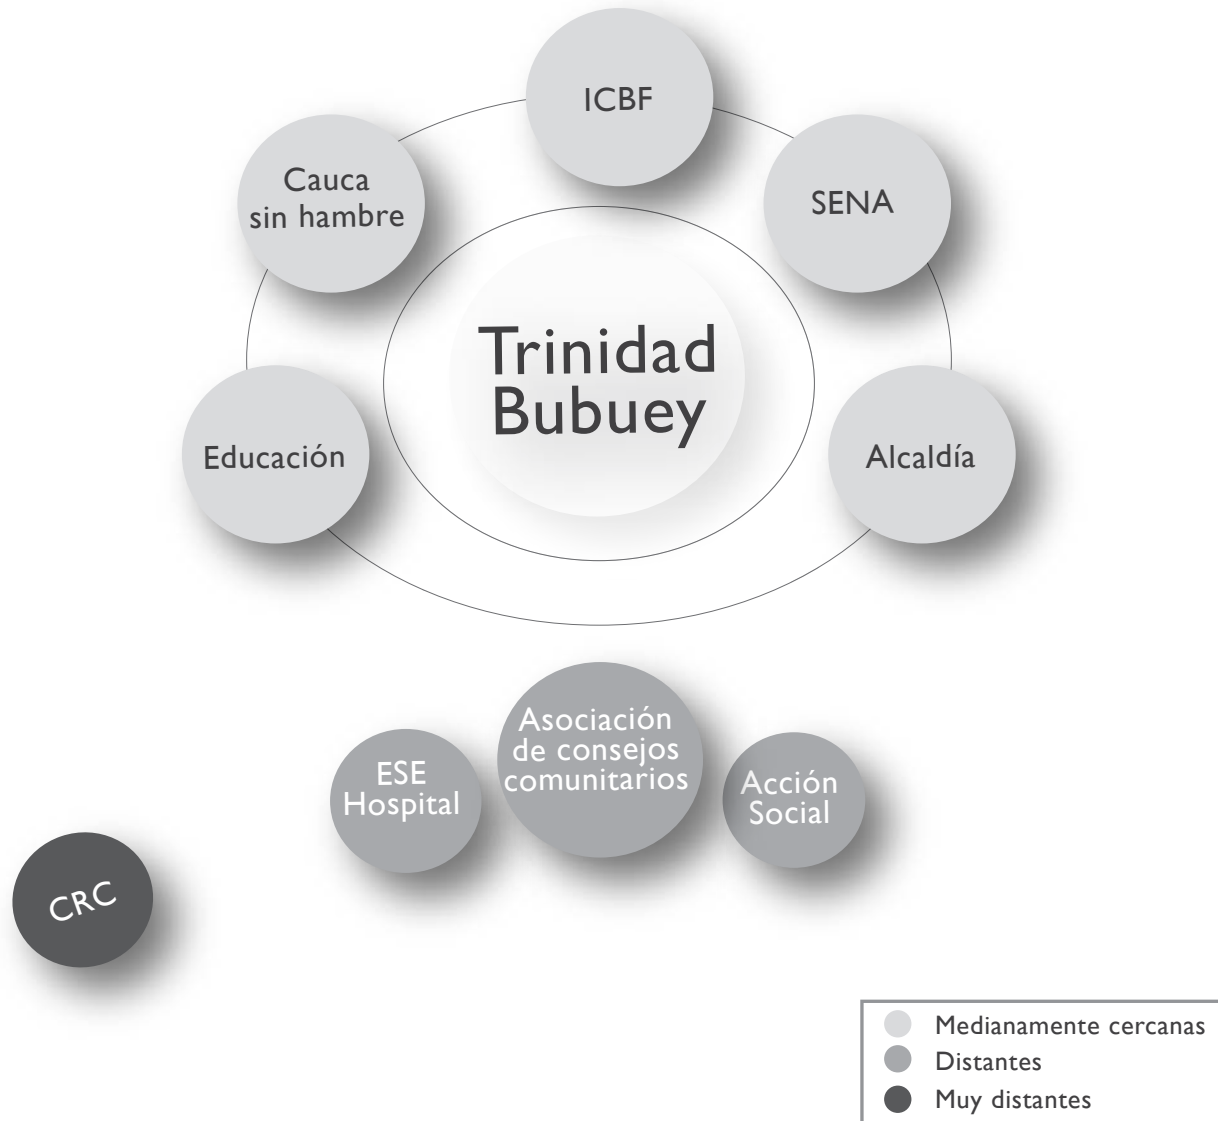 ICBF
Cauca
sin hambre
SENA
Trinidad
Bubuey
Educación
Alcaldía
Asociación
de consejos
comunitarios
ESE
Hospital
Acción
Social
CRC
Medianamente cercanas
Distantes
Muy distantes